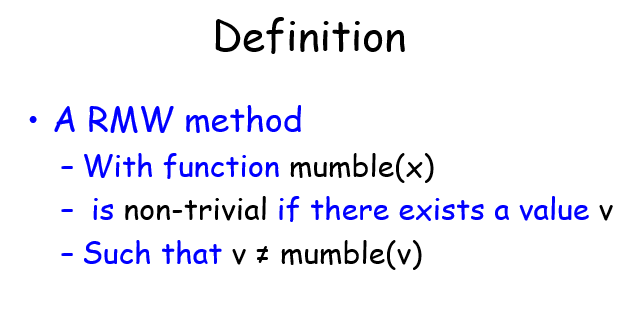 Definition
• A RMW method
– With function mumble(x)
– is non-trivial if there exists a value v
– Such that v ≠ mumble(v)